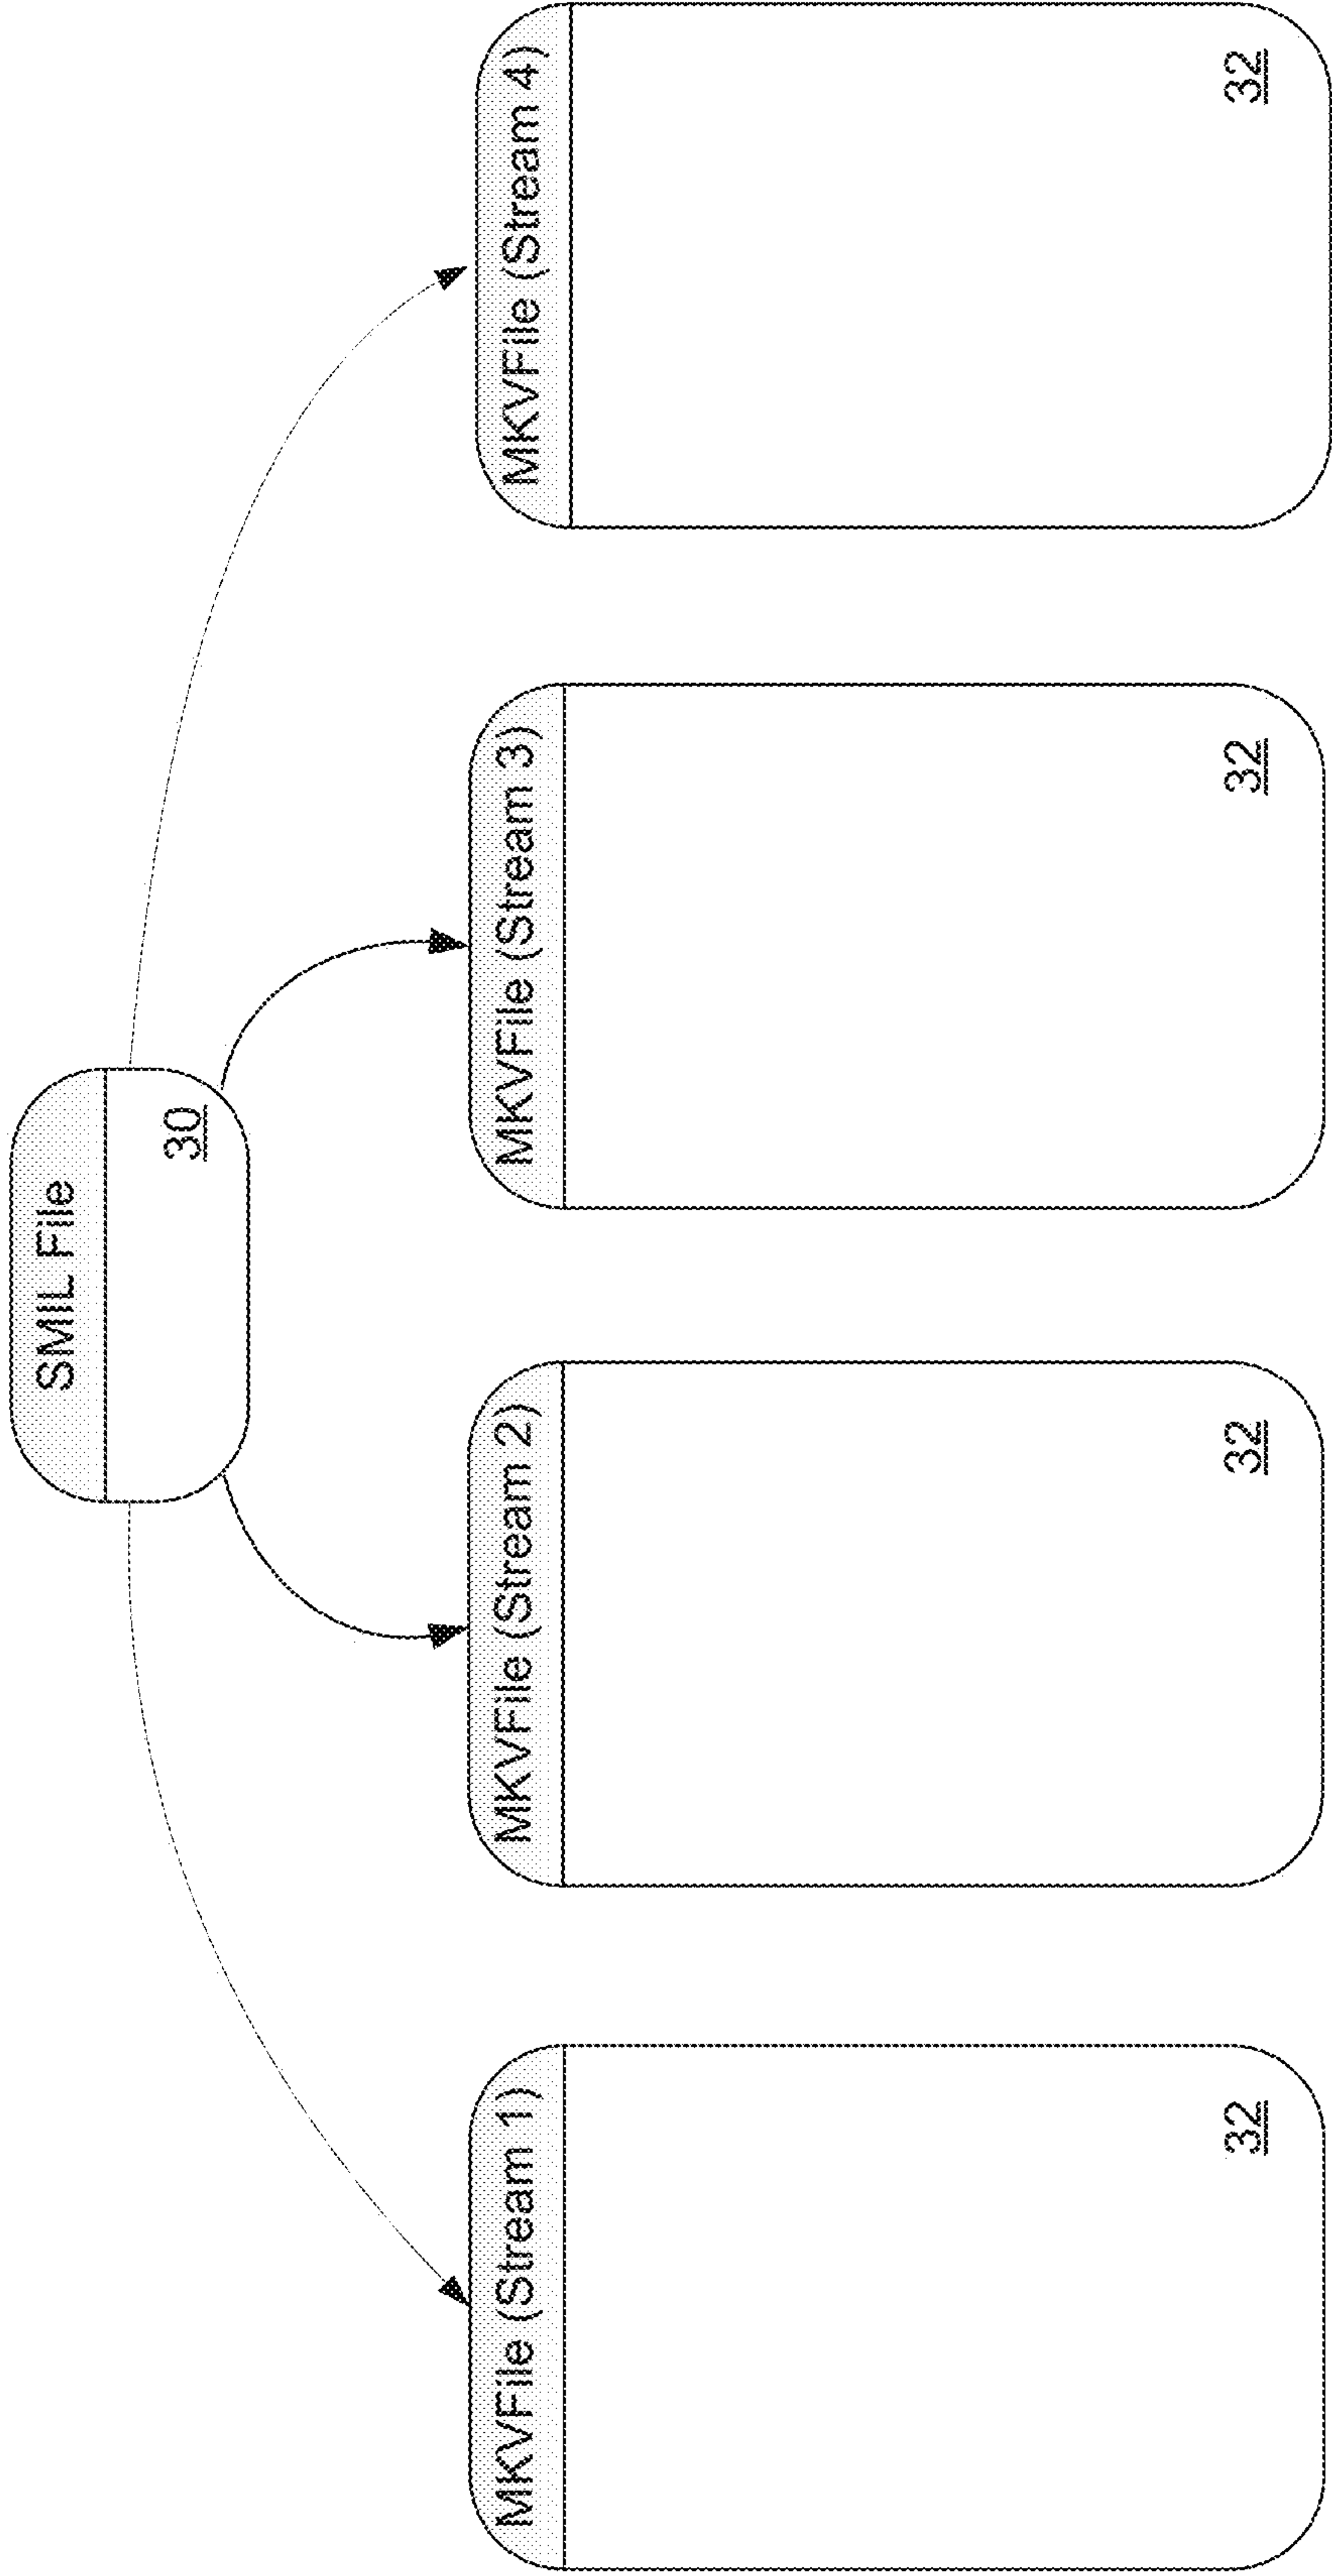 SMIL File
30
MKVFile (Stream 1)
MKVFile (Stream 2)
MKVFile (Stream 3)
MKVFile (Stream 4)
32
32
32
32